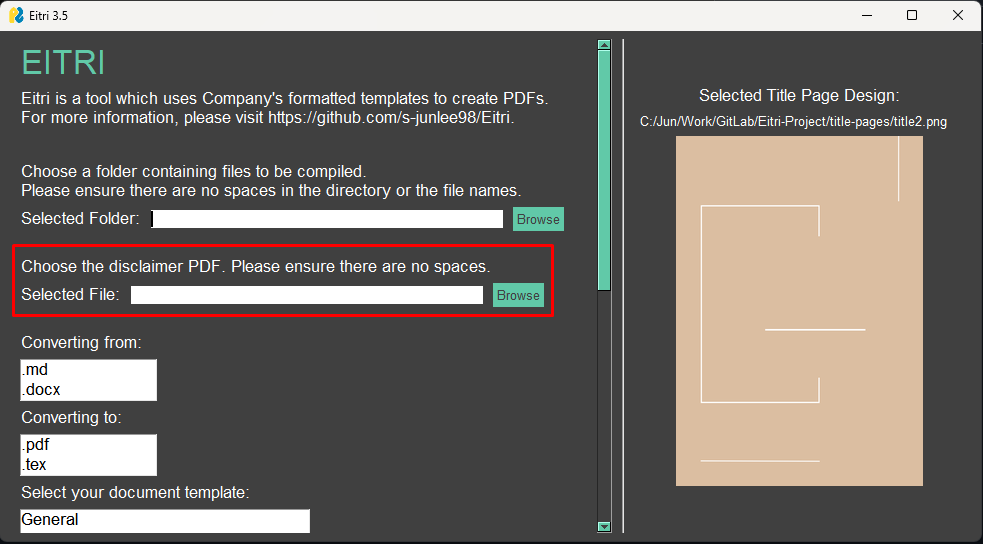 Eitri 3.5
EITRI
Eitri is a tool which uses Company's formatted templates to create PDFs.
For more information, please visit https://github.com/s-junlee98/Eitri.
Choose a folder containing files to be compiled.
Please ensure there are no spaces in the directory or the file names.
Selected Folder:
Browse
Choose the disclaimer PDF. Please ensure there are no spaces.
Selected File:
Browse
Converting from:
.md
.docx
Converting to:
.pdf
.tex
Select your document template:
General
Selected Title Page Design:
C:/Jun/Work/GitLab/Eitri-Project/title-pages/title2.png